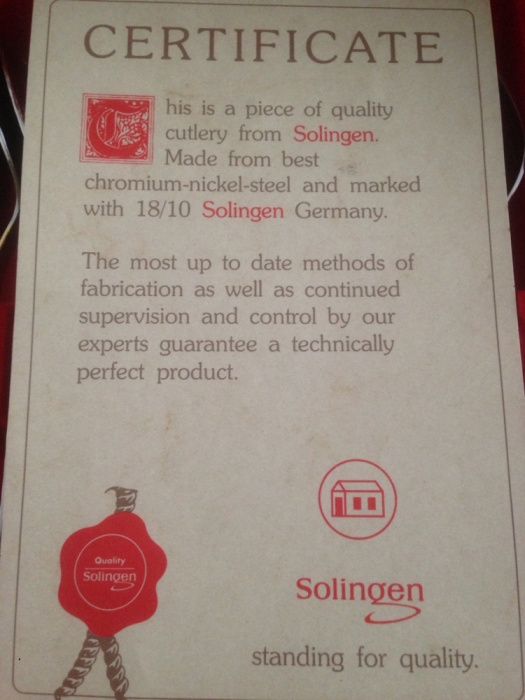 CERTIFICATE
This is a piece of quality
cutlery from Solingen.
Made from best
chromium-nickel-steel and marked
with 18/10 Solingen Germany.
The most up to date methods of
fabrication as well as continued
supervision and control by our
experts guarantee a technically
perfect product.
Quality
Solingen
Solingen
standing for quality.